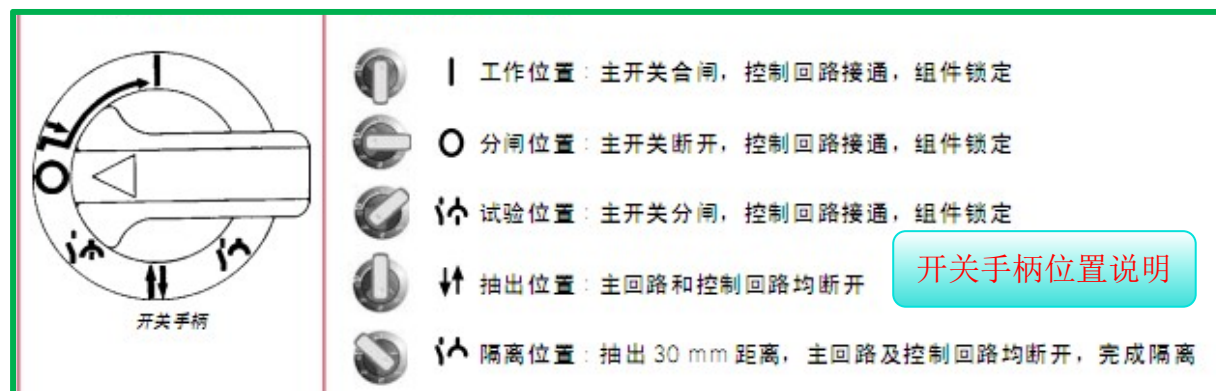 工作位置：主开关合闸，控制回路接通，组件锁定
分闸位置：主开关断开，控制回路接通，组件锁定
试验位置：主开关分闸，控制回路接通，组件锁定
抽出位置：主回路和控制回路均断开
开关手柄位置说明
开关手柄
隔离位置：抽出 30 mm 距离，主回路及控制回路均断开，完成隔离